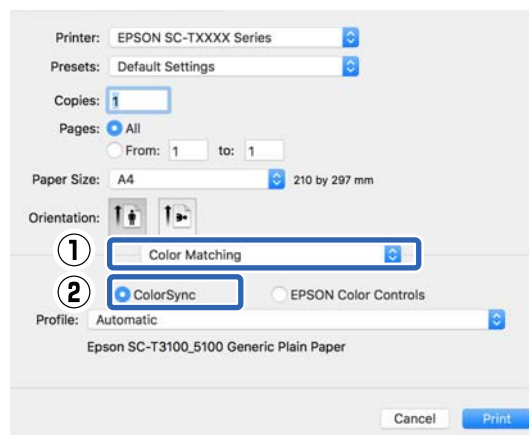 Printer: EPSON SC-TXXXX Series
Presets: Default Settings
Copies: 1
Pages: All
From: 1 to: 1
Paper Size: A4 210 by 297 mm
Orientation:
1 Color Matching
2 ColorSync EPSON Color Controls
Profile: Automatic
Epson SC-T3100_5100 Generic Plain Paper
Cancel Print